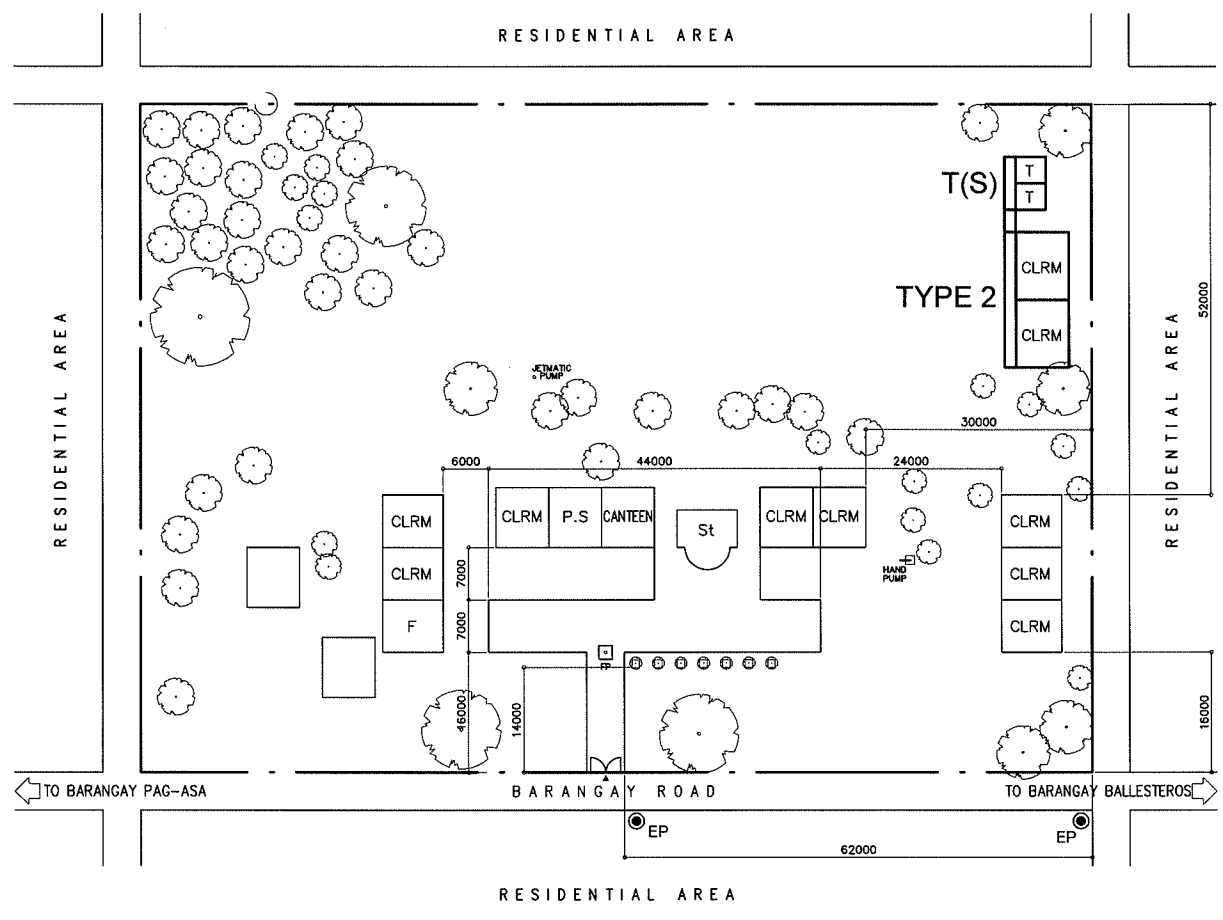 RESIDENTIAL AREA
T(S)
T
T
CLRM
TYPE 2
CLRM
52000
RESIDENTIAL AREA
RESIDENTIAL AREA
JETMATIC
PUMP
30000
6000
44000
24000
CLRM
P.S
CANTEEN
St
CLRM
CLRM
CLRM
CLRM
CLRM
CLRM
F
CLRM
7000
7000
HAND
PUMP
FP
46000
14000
16000
TO BARANGAY PAG-ASA
BARANGAY ROAD
TO BARANGAY BALLESTEROS
EP
EP
62000
RESIDENTIAL AREA